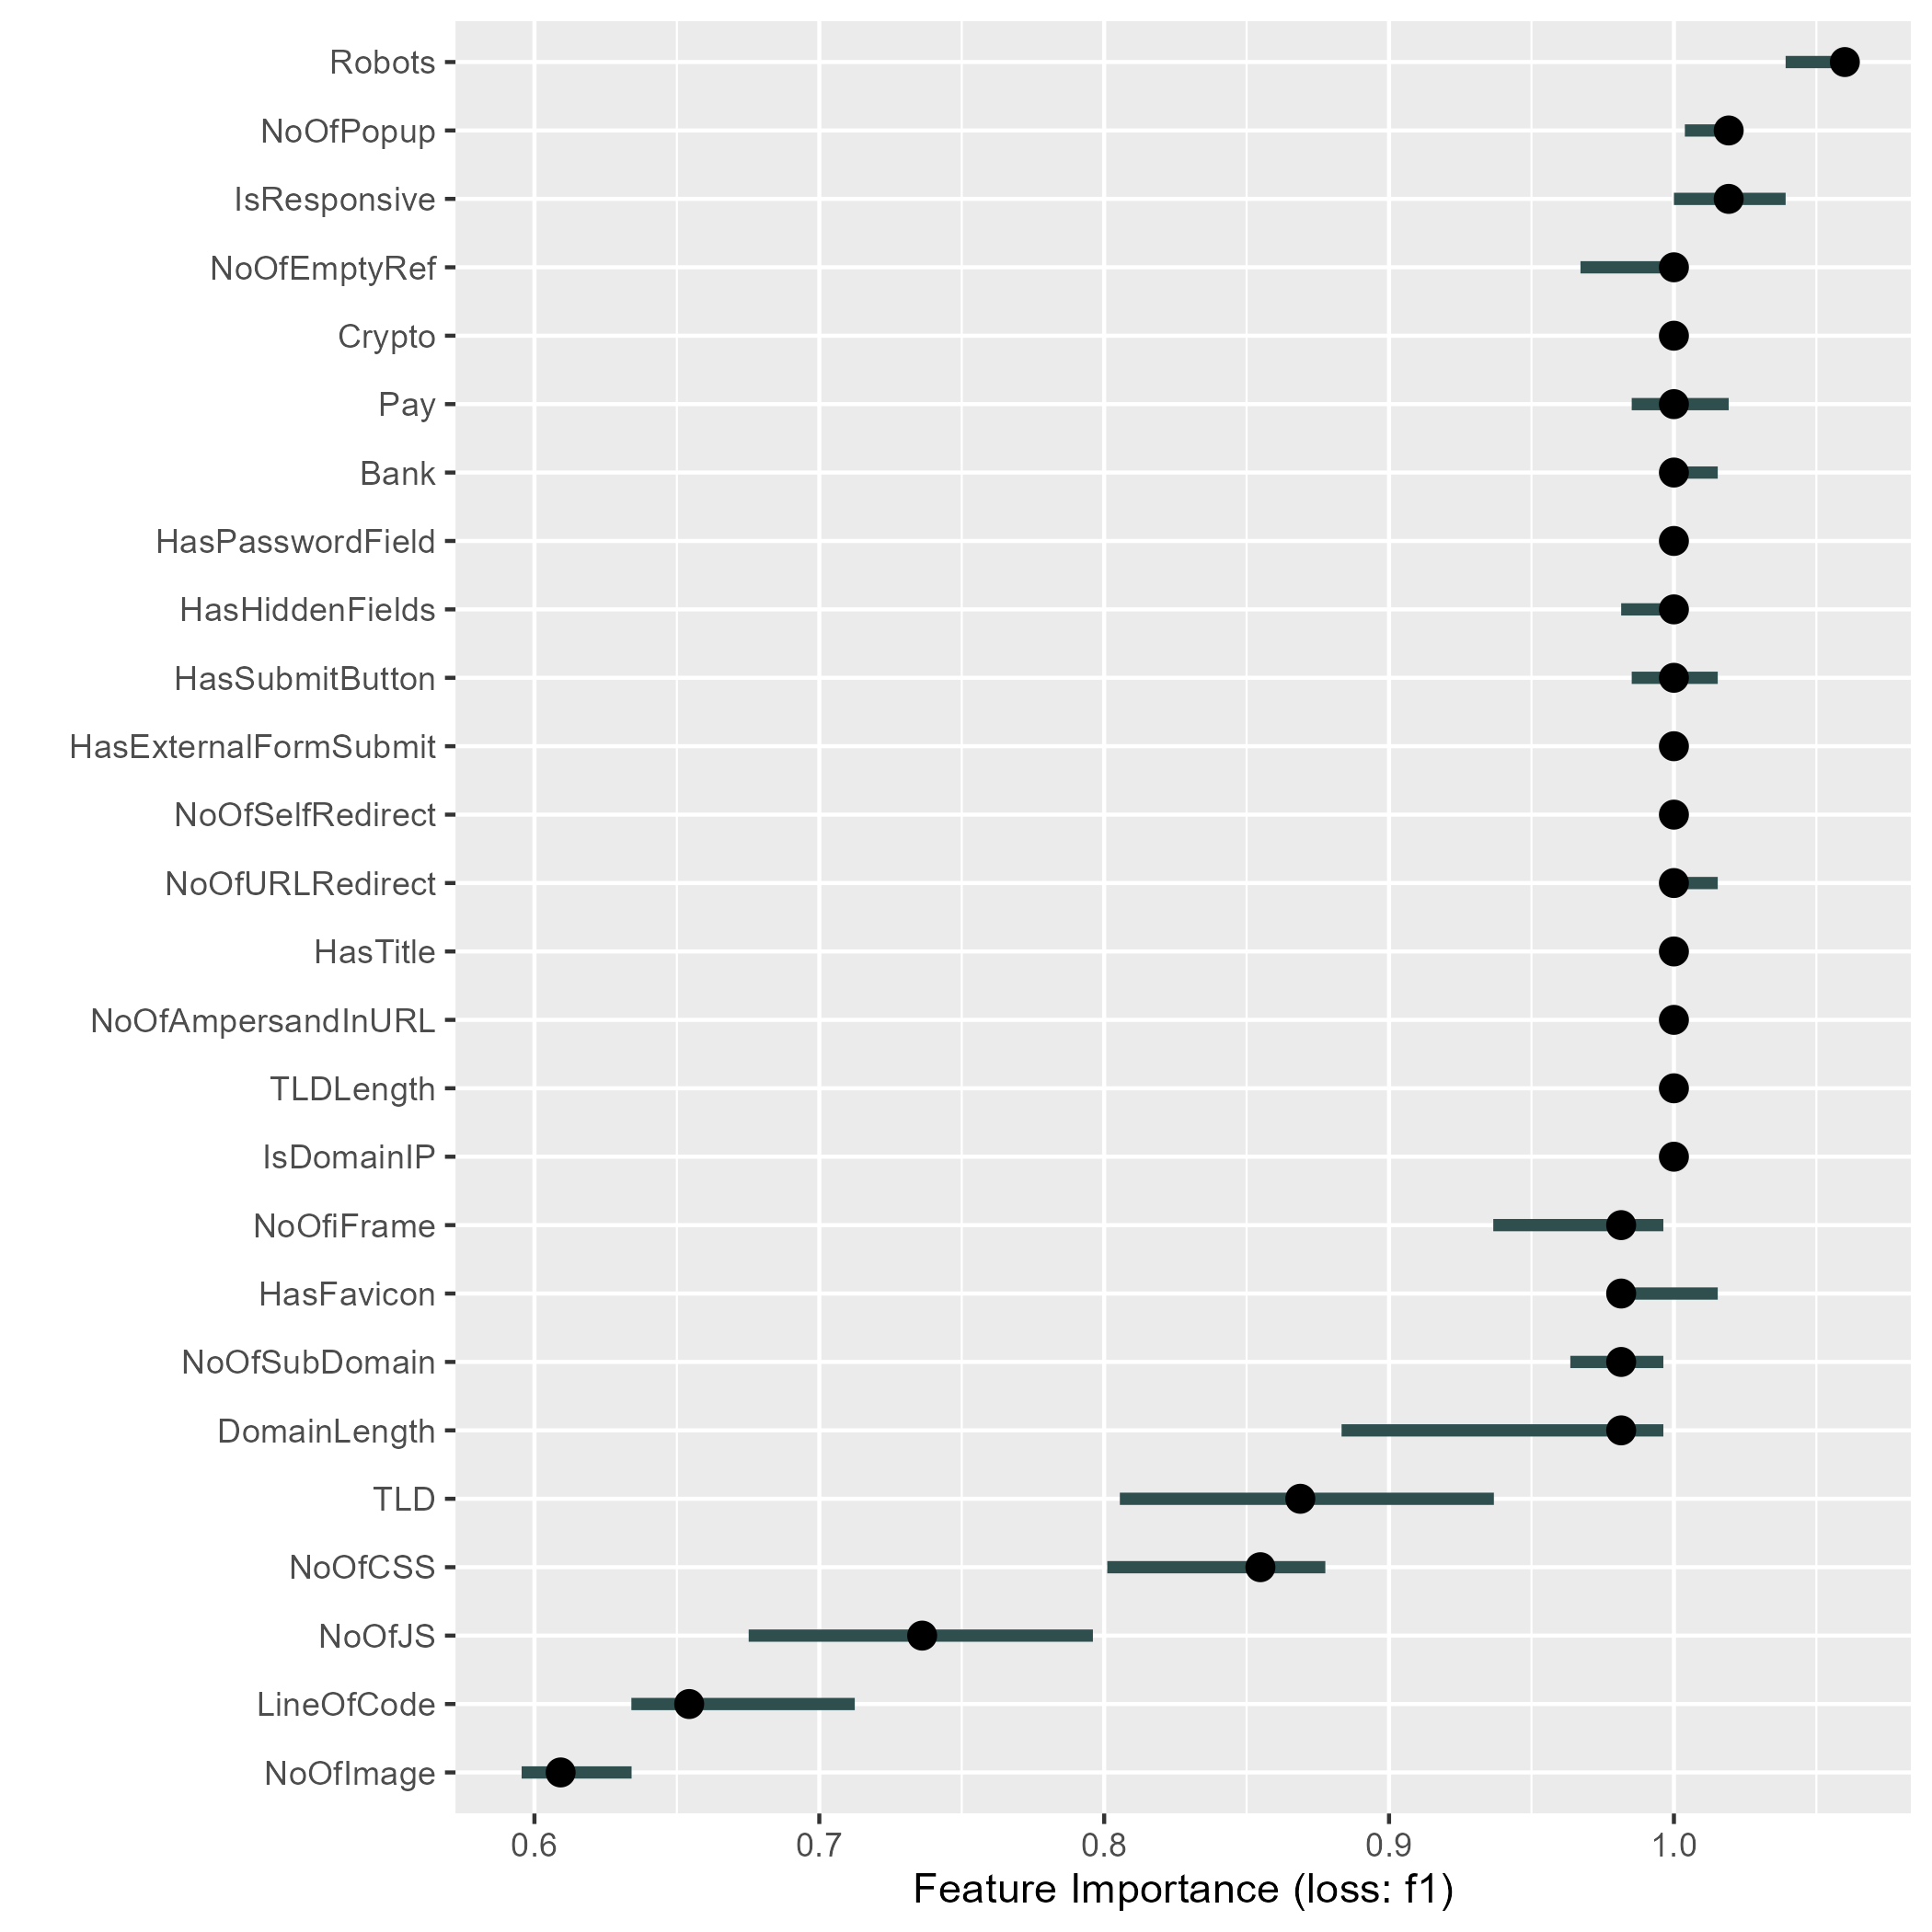 Robots
NoOfPopup
IsResponsive
NoOfEmptyRef
Crypto
Pay
Bank
HasPasswordField
HasHiddenFields
HasSubmitButton
HasExternalFormSubmit
NoOfSelfRedirect
NoOfURLRedirect
HasTitle
NoOfAmpersandInURL
TLDLength
IsDomainIP
NoOfiFrame
HasFavicon
NoOfSubDomain
DomainLength
TLD
NoOfCSS
NoOfJS
LineOfCode
NoOfImage
0.6 0.7 0.8 0.9 1.0
Feature Importance (loss: f1)